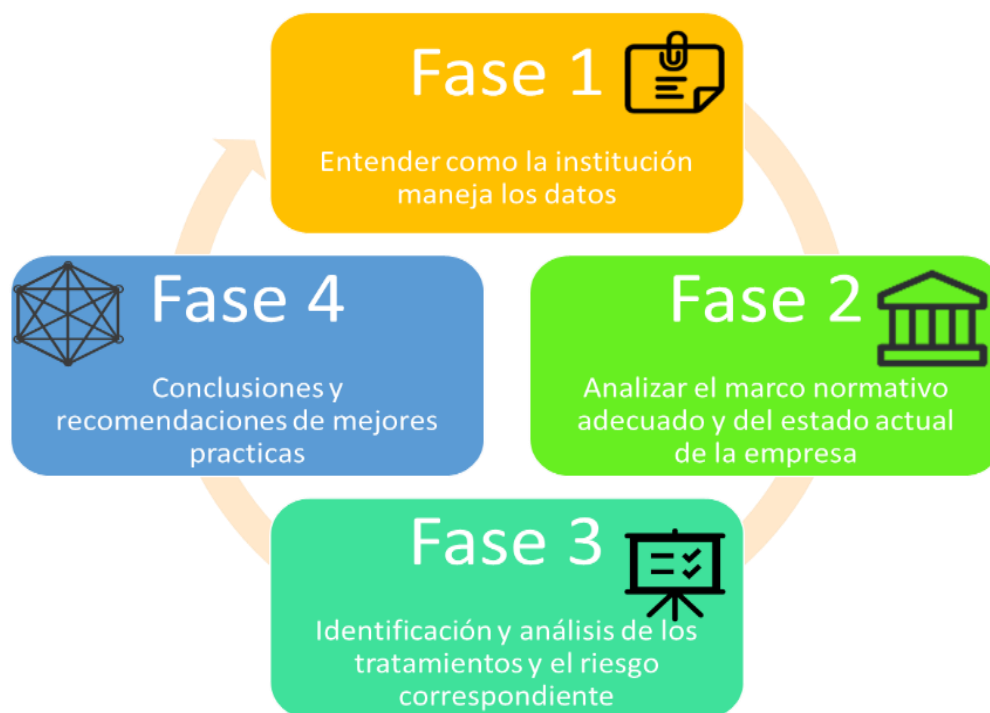 Fase 1
Entender como la institución
maneja los datos
Fase 2
Analizar el marco normativo
adecuado y del estado actual
de la empresa
Fase 3
Identificación y análisis de los
tratamientos y el riesgo
correspondiente
Fase 4
Conclusiones y
recomendaciones de mejores
practicas